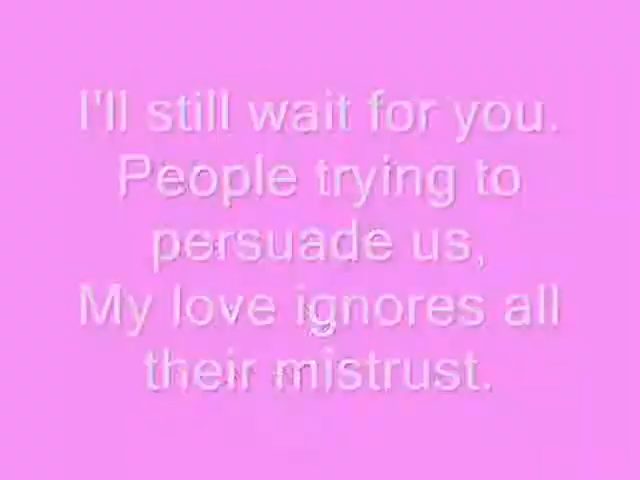 I'll still wait for you.
People trying to
persuade us,
My love ignores all
their mistrust.